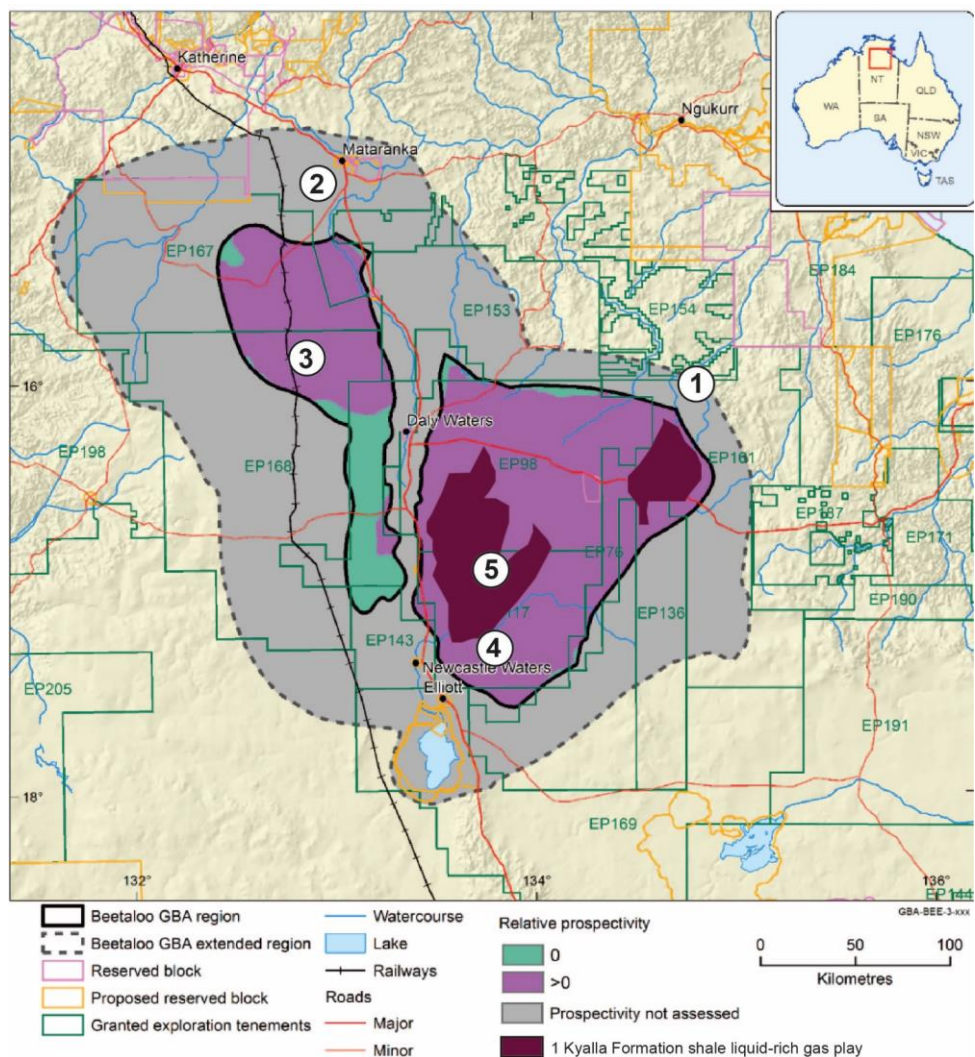 Katherine
Ngukurr
Mataranka
NT
WA
QLD
SA
NSW
VIC
TAS
2
EP167
EP184
EP153
EP154
EP176
3
1
16°
Daly Waters
EP98
EP161
EP198
EP168
EP187
EP76
EP171
5
EP190
117
EP136
4
EP143
Newcastle Waters
Elliott
EP205
EP191
18°
EP169
132
134
136
EP144
GBA-BEE-3-xxx
Beetaloo GBA region
Beetaloo GBA extended region
Reserved block
Proposed reserved block
Granted exploration tenements
Watercourse
Lake
Railways
Roads
Major
Minor
Relative prospectivity
0
>0
Prospectivity not assessed
1 Kyalla Formation shale liquid-rich gas play
0 50 100
Kilometres